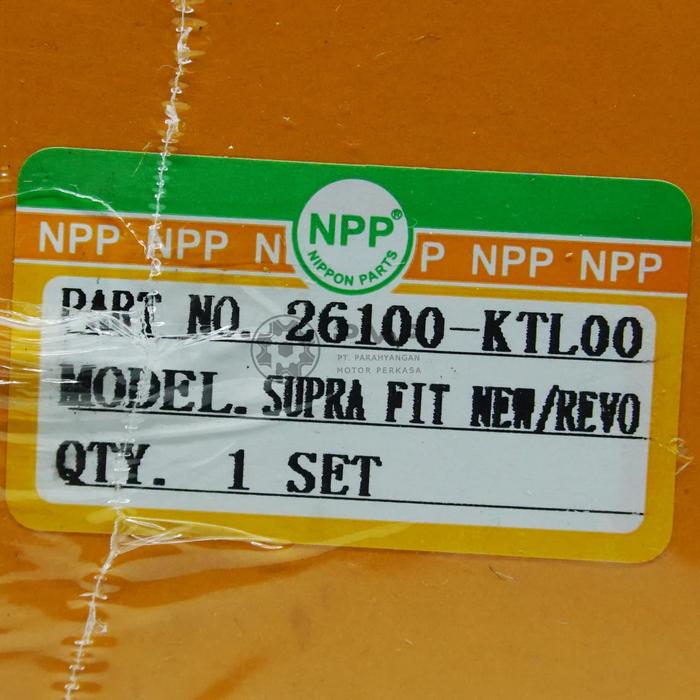 NPP NPP N P NPP NPP
NPP®
NIPPON PARTS
PART NO. 26100-KTL00
PT. PARAHYANGAN
MOTOR PERKASA
MODEL. SUPRA FIT NEW/REVO
QTY. 1 SET